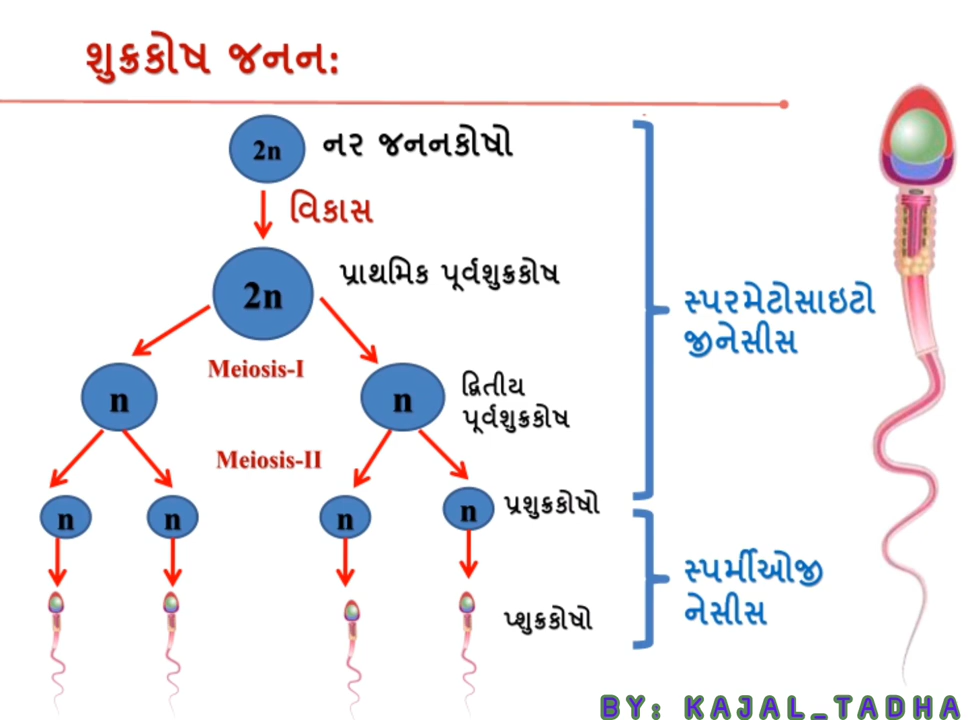 શુક્રકોષ જનન:
2n
નર જનનકોષો
વિકાસ
2n
પ્રાથમિક પૂર્વશુક્રકોષ
સ્પરમેટોસાઇટો
જીનેસીસ
Meiosis-I
n
n
દ્વિતીય
પૂર્વશુક્રકોષ
Meiosis-II
n
n
n
n
પ્રશુક્રકોષો
સ્પર્મીઓજી
નેસીસ
પ્શુક્રકોષો
BY: KAJAL_TADHA